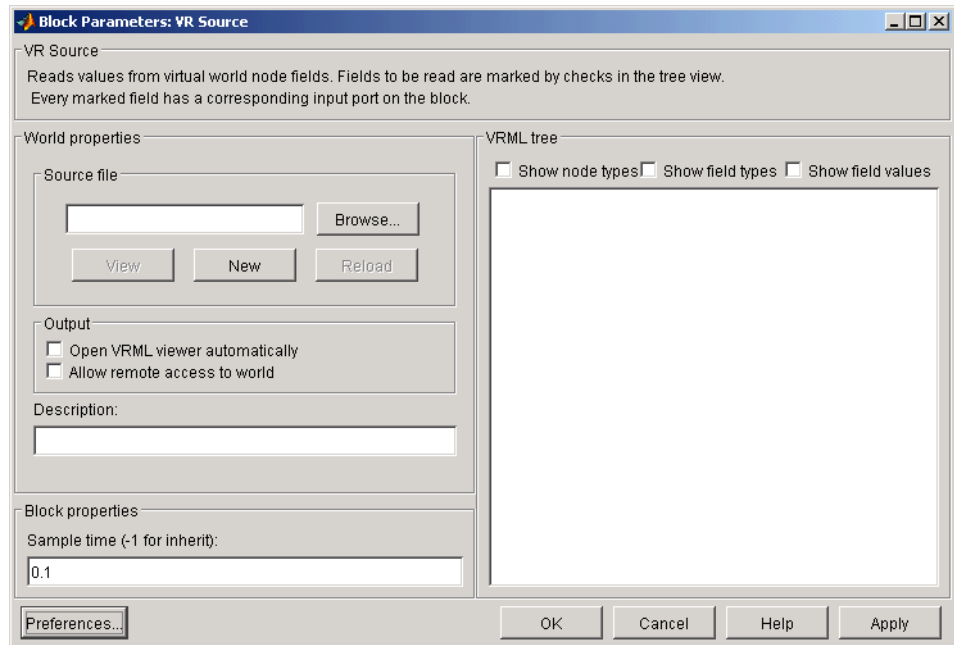 Block Parameters: VR Source
VR Source
Reads values from virtual world node fields. Fields to be read are marked by checks in the tree view.
Every marked field has a corresponding input port on the block.
World properties
Source file
Browse...
View New Reload
Output
Open VRML viewer automatically
Allow remote access to world
Description:
Block properties
Sample time (-1 for inherit):
0.1
VRML tree
Show node types Show field types Show field values
Preferences... OK Cancel Help Apply